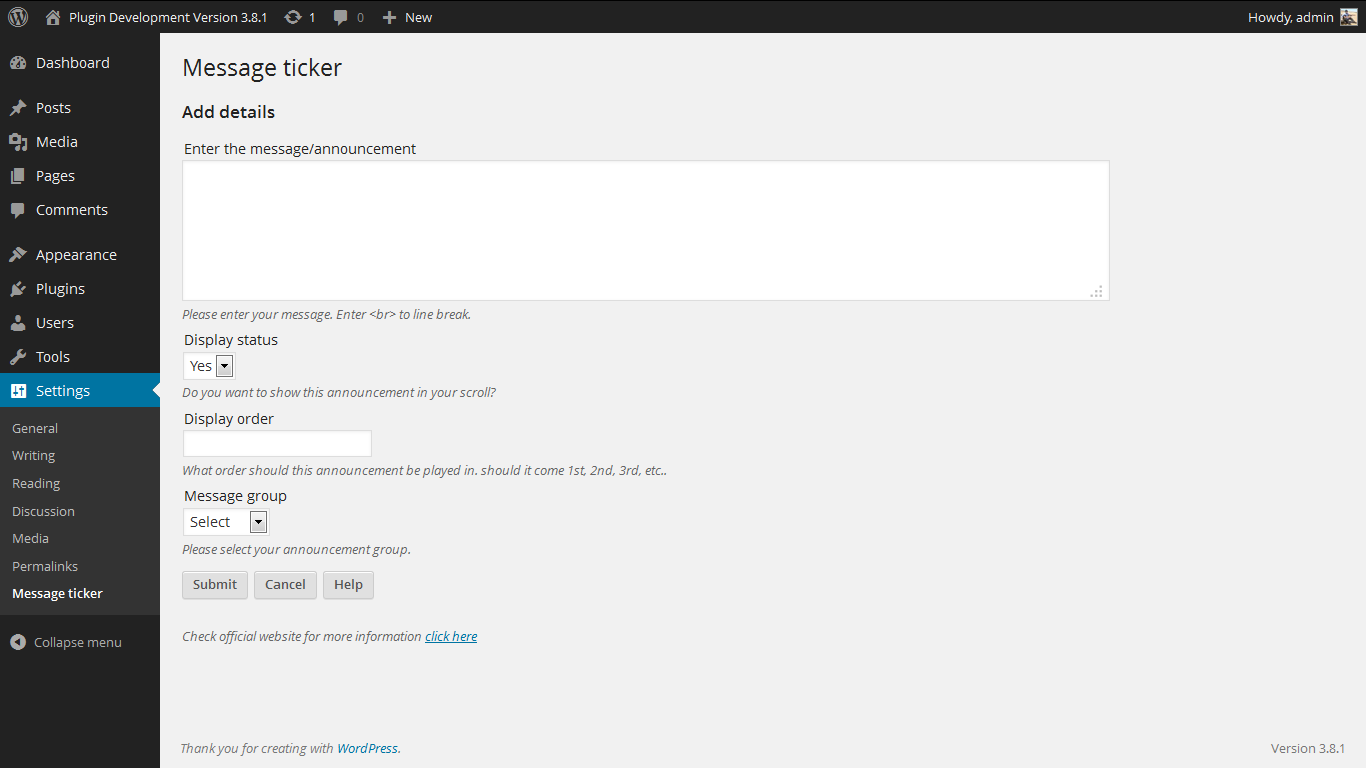 Plugin Development Version 3.8.1 1 0 New Howdy, admin
Dashboard
Posts
Media
Pages
Comments
Appearance
Plugins
Users
Tools
Settings
General
Writing
Reading
Discussion
Media
Permalinks
Message ticker
Collapse menu
Message ticker
Add details
Enter the message/announcement
Please enter your message. Enter <br> to line break.
Display status
Yes
Do you want to show this announcement in your scroll?
Display order
What order should this announcement be played in. should it come 1st, 2nd, 3rd, etc..
Message group
Select
Please select your announcement group.
Submit Cancel Help
Check official website for more information click here
Thank you for creating with WordPress. Version 3.8.1